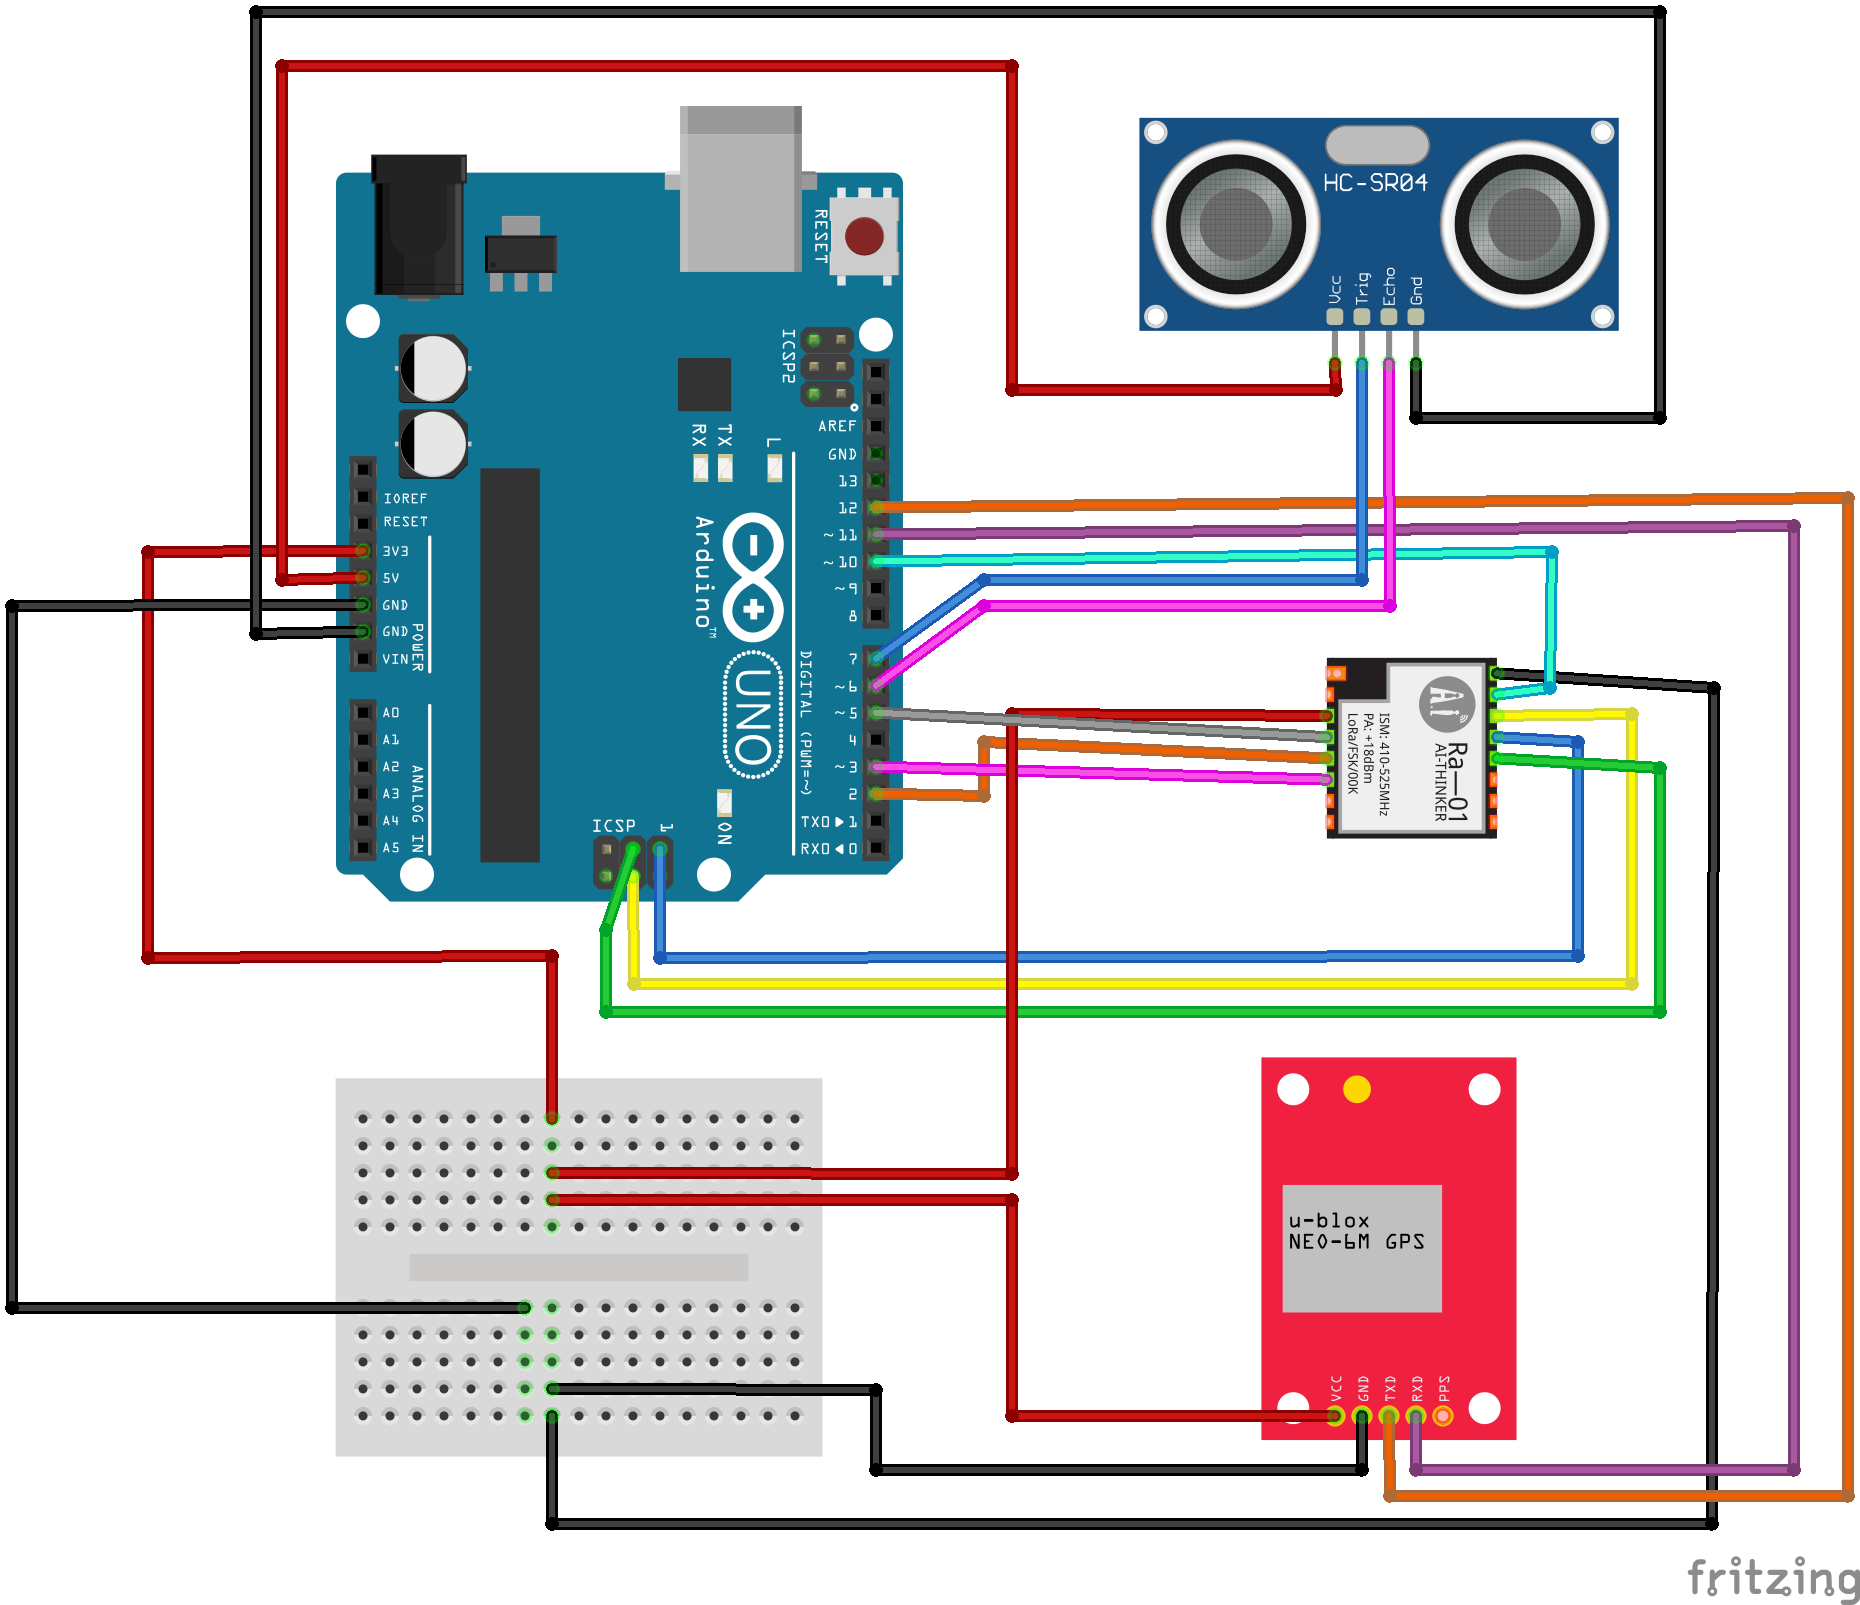 HC-SR04
Vcc
Trig
Echo
Gnd
RESET
ICSP2
AREF
GND
13
12
~11
~10
~9
8
7
~6
~5
4
~3
2
TX0▶1
RX0◀0
RX
TX
L
IOREF
RESET
3V3
5V
GND
GND
VIN
POWER
A0
A1
A2
A3
A4
A5
ANALOG IN
Arduino™
UNO
DIGITAL (PWM=~)
ICSP
1
ON
Ra—01
AI-THINKER
ISM: 410-525MHz
PA: +18dBm
LoRa/FSK/OOK
A.i
u-blox
NEO-6M GPS
VCC
GND
TXD
RXD
PPS
fritzing